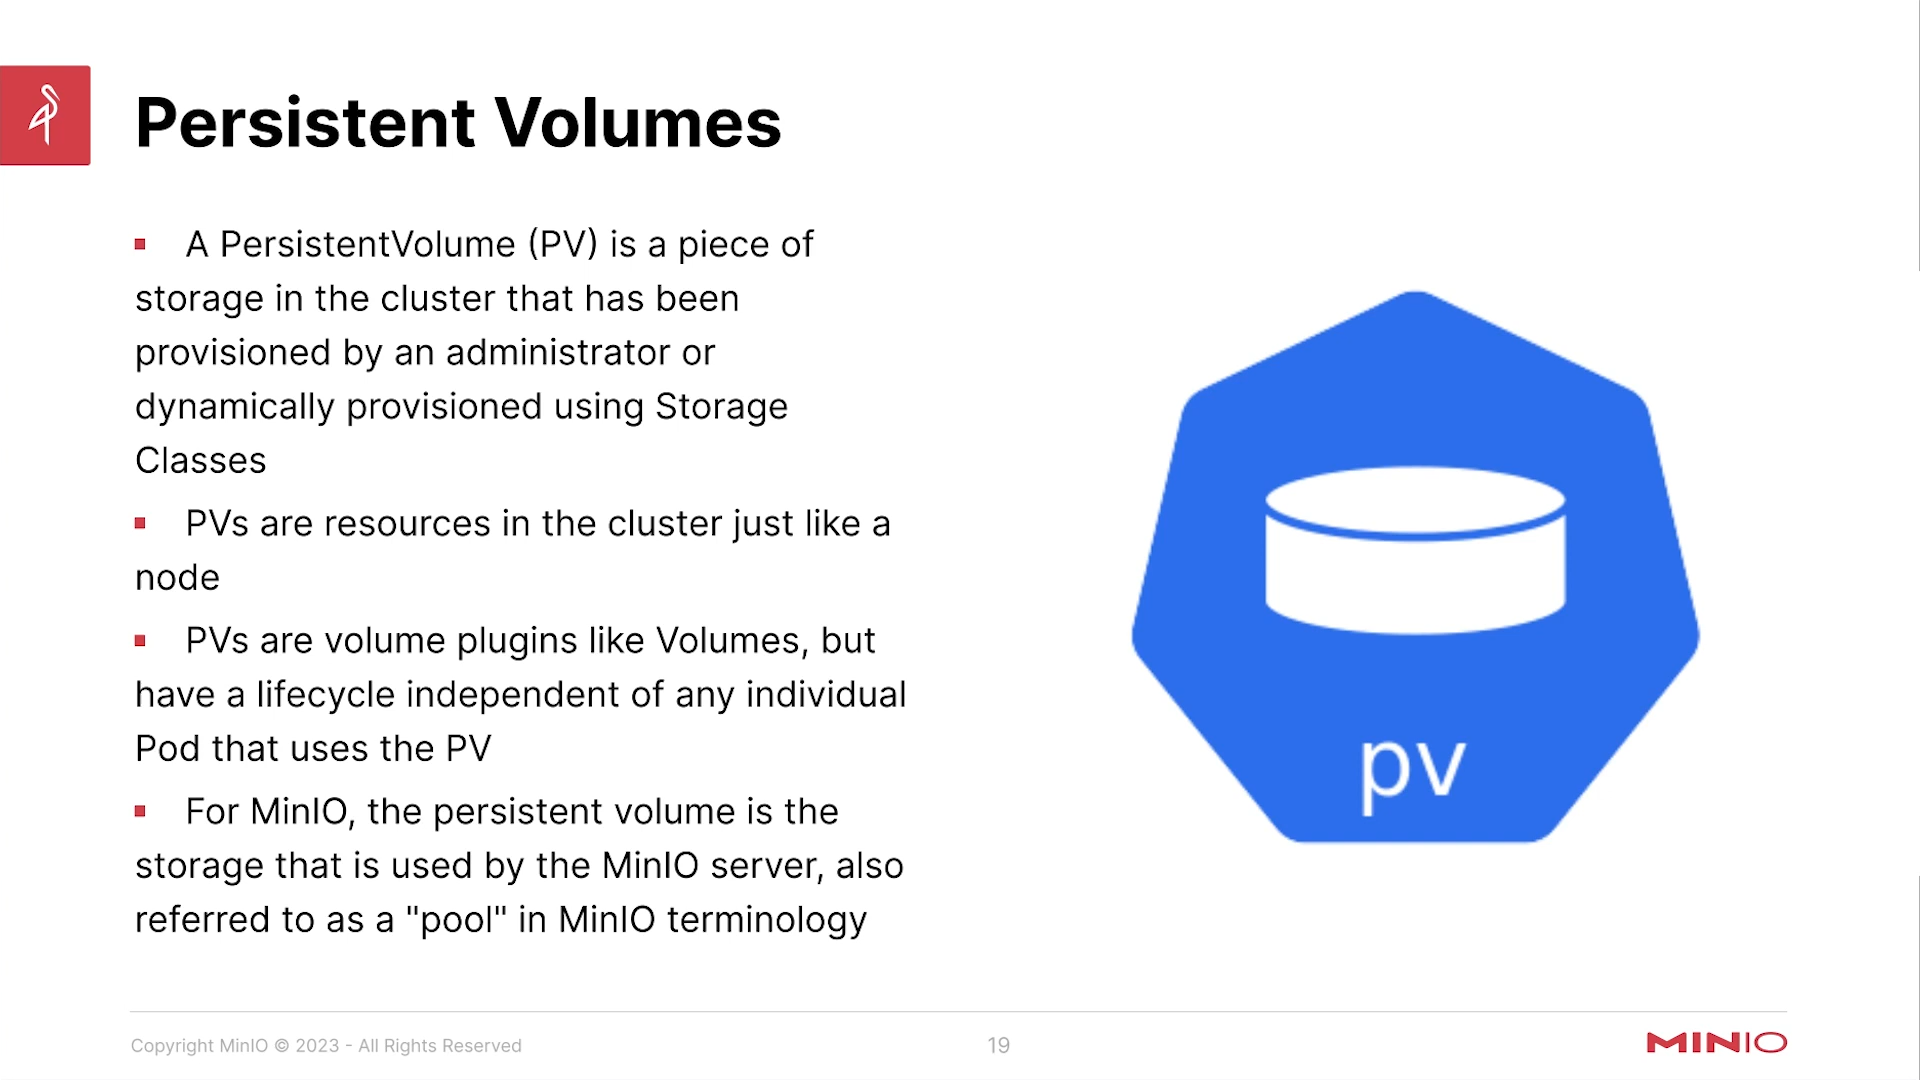 Persistent Volumes
▪ A PersistentVolume (PV) is a piece of
storage in the cluster that has been
provisioned by an administrator or
dynamically provisioned using Storage
Classes
▪ PVs are resources in the cluster just like a
node
▪ PVs are volume plugins like Volumes, but
have a lifecycle independent of any individual
Pod that uses the PV
▪ For MinIO, the persistent volume is the
storage that is used by the MinIO server, also
referred to as a "pool" in MinIO terminology
pv
Copyright MinIO © 2023 - All Rights Reserved
19
MINIO